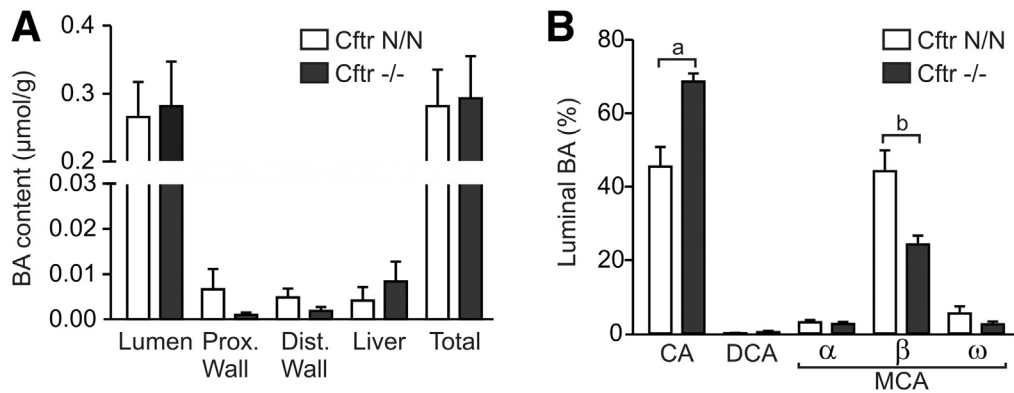 A
BA content (µmol/g)
0.4
0.3
0.2
0.03
0.02
0.01
0.00
Cftr N/N
Cftr -/-
Lumen
Prox.
Wall
Dist.
Wall
Liver
Total
B
Luminal BA (%)
80
60
40
20
0
Cftr N/N
Cftr -/-
a
b
CA
DCA
α
β
ω
MCA